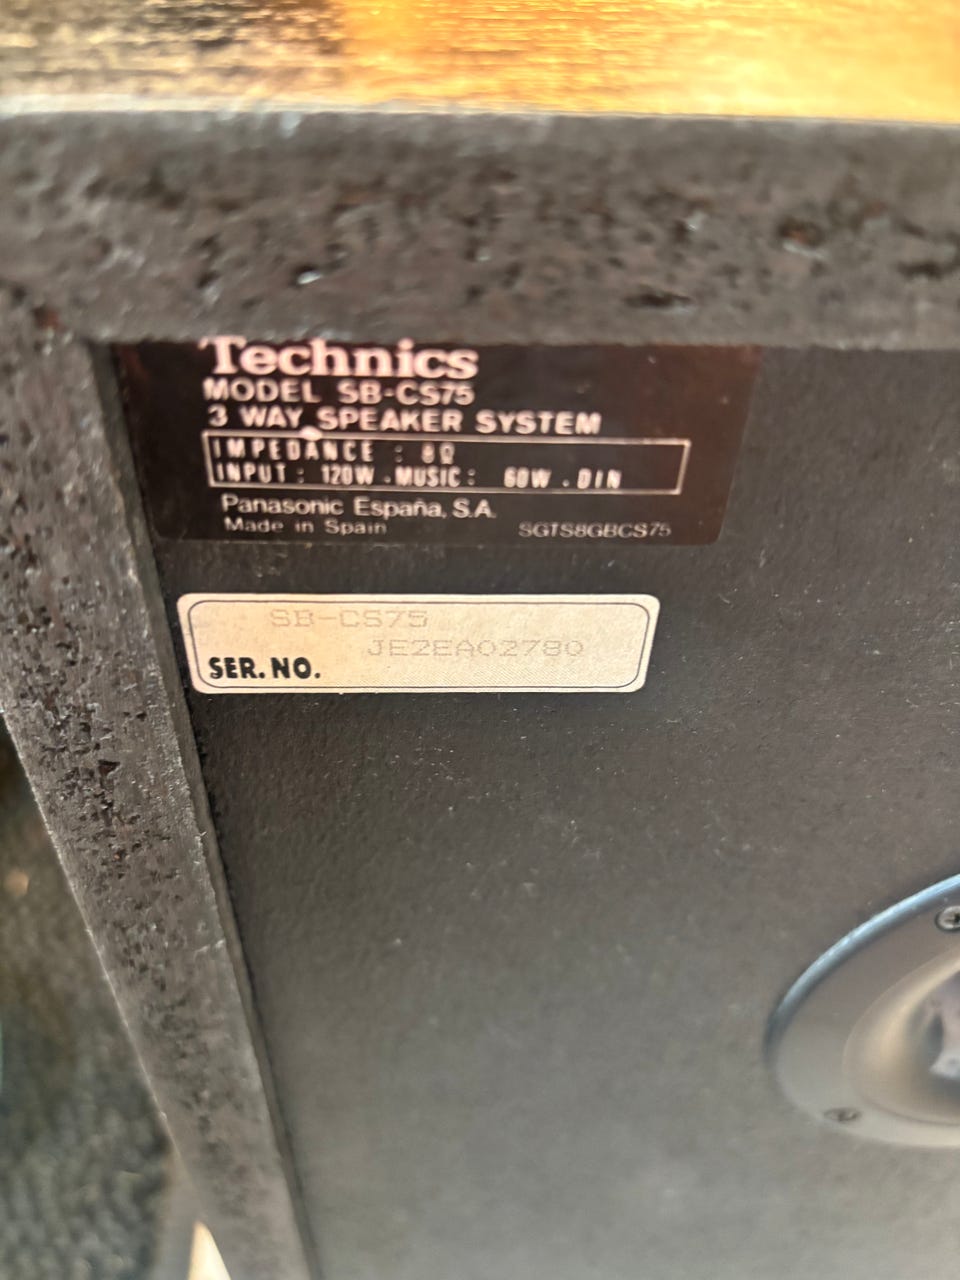 Technics
MODEL SB-CS75
3 WAY SPEAKER SYSTEM
IMPEDANCE : 8Ω
INPUT : 120W . MUSIC : 60W . DIN
Panasonic España, S.A.
Made in Spain SGTS8GBCS75
SB-CS75
JE2EA02780
SER. NO.